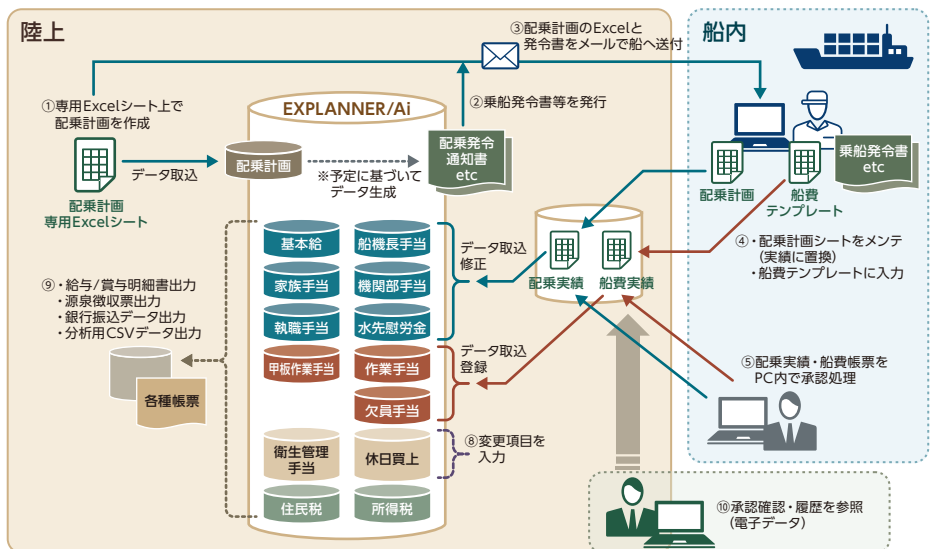 陸上
①専用Excelシート上で
配乗計画を作成
配乗計画
専用Excelシート
データ取込
EXPLANNER/Ai
配乗計画
※予定に基づいて
データ生成
②乗船発令書等を発行
配乗発令
通知書
etc
③配乗計画のExcelと
発令書をメールで船へ送付
船内
配乗計画
船費
テンプレート
乗船発令書
etc
④・配乗計画シートをメンテ
(実績に置換)
・船費テンプレートに入力
配乗実績
船費実績
データ取込
修正
データ取込
登録
基本給
船機長手当
家族手当
機関部手当
執職手当
水先慰労金
甲板作業手当
作業手当
欠員手当
衛生管理
手当
休日買上
住民税
所得税
⑤配乗実績・船費帳票を
PC内で承認処理
⑧変更項目を
入力
⑨・給与/賞与明細書出力
・源泉徴収票出力
・銀行振込データ出力
・分析用CSVデータ出力
各種帳票
⑩承認確認・履歴を参照
(電子データ)